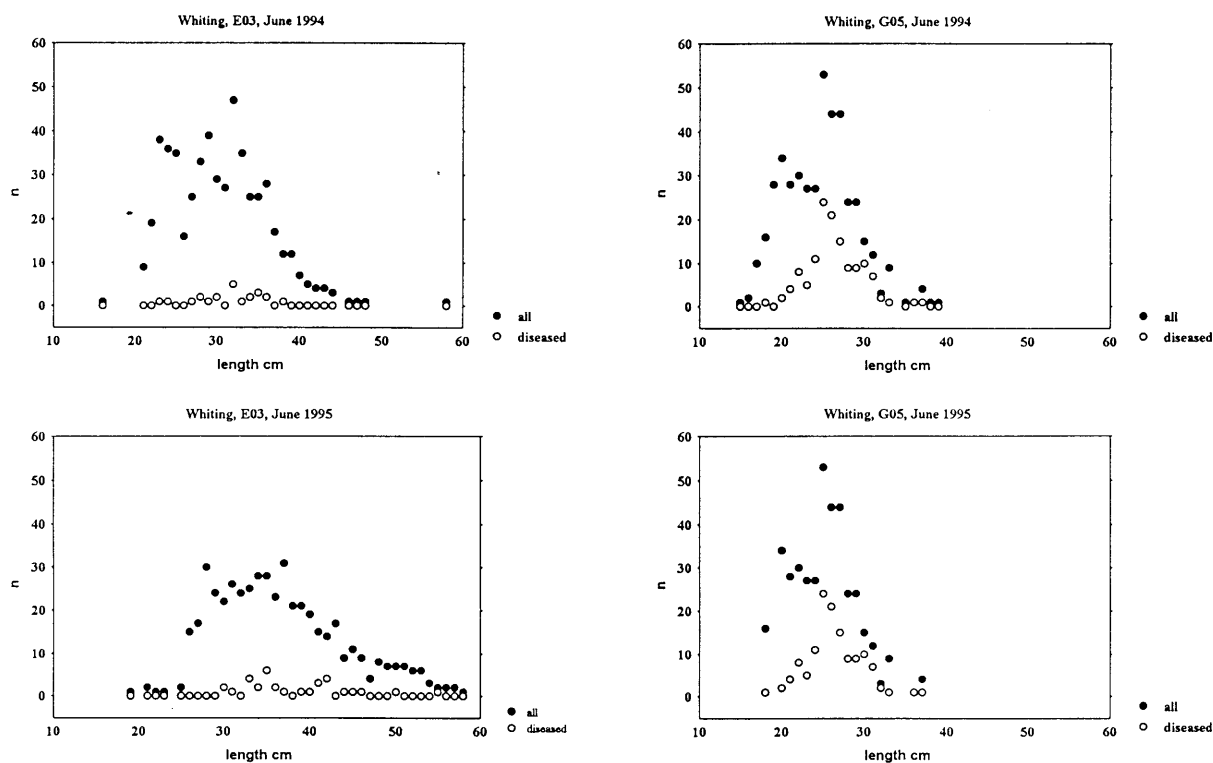 Whiting, E03, June 1994
60
50
40
30
20
10
0
n
10 20 30 40 50 60
length cm
all
diseased
Whiting, G05, June 1994
60
50
40
30
20
10
0
n
10 20 30 40 50 60
length cm
all
diseased
Whiting, E03, June 1995
60
50
40
30
20
10
0
n
10 20 30 40 50 60
length cm
all
diseased
Whiting, G05, June 1995
60
50
40
30
20
10
0
n
10 20 30 40 50 60
length cm
all
diseased